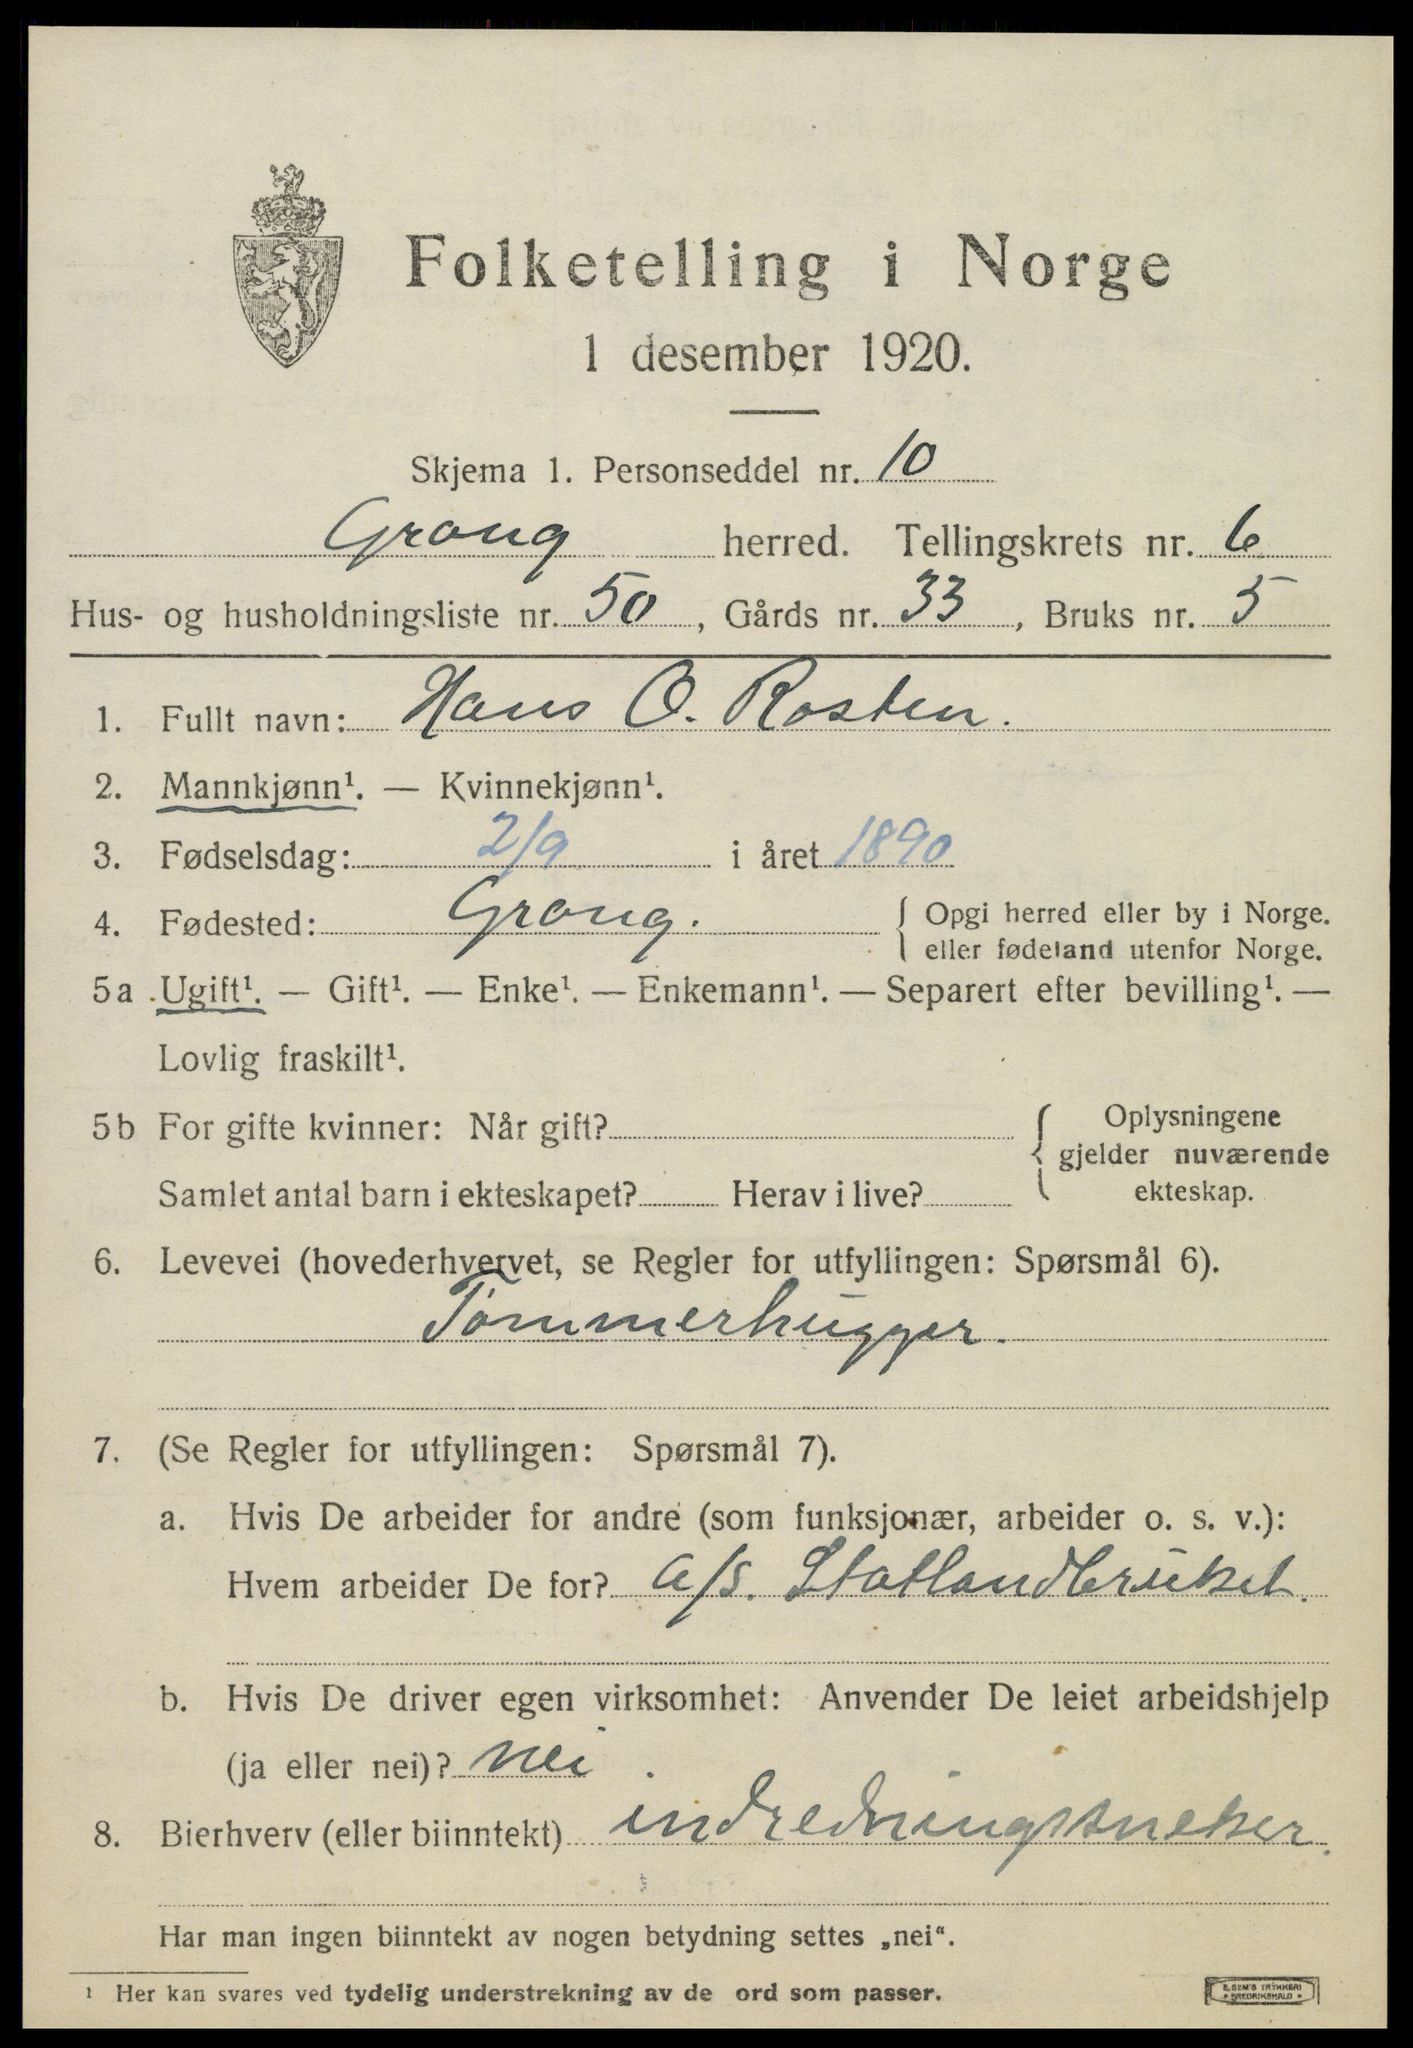 Folketelling i Norge
1 desember 1920.
Skjema 1. Personseddel nr. 10
Grong herred. Tellingskrets nr. 6
Hus- og husholdningsliste nr. 50, Gårds nr. 33, Bruks nr. 5
1. Fullt navn: Hans O. Rosten.
2. Mannkjønn¹. — Kvinnekjønn¹.
3. Fødselsdag: 2/9 i året 1890
4. Fødested: Grong. { Opgi herred eller by i Norge.
eller fødeland utenfor Norge.
5a Ugift¹. — Gift¹. — Enke¹. — Enkemann¹. — Separert efter bevilling¹. —
Lovlig fraskilt¹.
5b For gifte kvinner: Når gift? { Oplysningene
gjelder nuværende
Samlet antal barn i ekteskapet? Herav i live? ekteskap.
6. Levevei (hovederhvervet, se Regler for utfyllingen: Spørsmål 6).
Tømmerhugger.
7. (Se Regler for utfyllingen: Spørsmål 7).
a. Hvis De arbeider for andre (som funksjonær, arbeider o. s. v.):
Hvem arbeider De for? a/s. Statlandbruket.
b. Hvis De driver egen virksomhet: Anvender De leiet arbeidshjelp
(ja eller nei)? nei.
8. Bierhverv (eller biinntekt) indredningsneker.
Har man ingen biinntekt av nogen betydning settes „nei“.
¹ Her kan svares ved tydelig understrekning av de ord som passer.
E. SEM'S TRYKKERI
• FREDRIKSHALD •